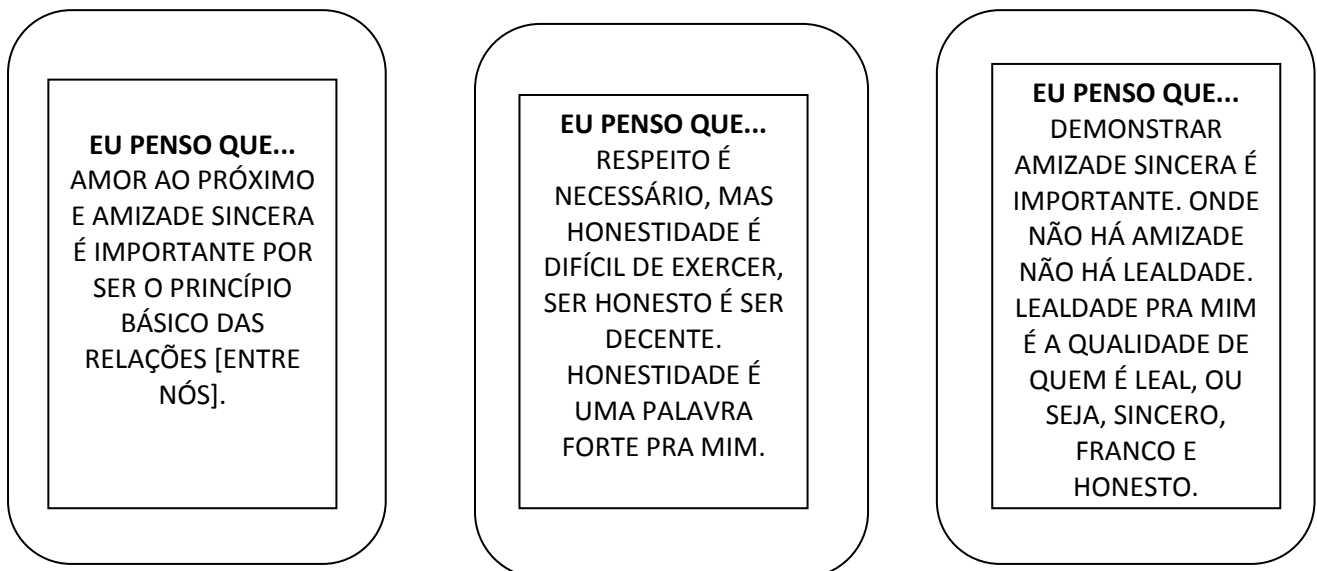 EU PENSO QUE...
AMOR AO PRÓXIMO
E AMIZADE SINCERA
É IMPORTANTE POR
SER O PRINCÍPIO
BÁSICO DAS
RELAÇÕES [ENTRE
NÓS].
EU PENSO QUE...
RESPEITO É
NECESSÁRIO, MAS
HONESTIDADE É
DIFÍCIL DE EXERCER,
SER HONESTO É SER
DECENTE.
HONESTIDADE É
UMA PALAVRA
FORTE PRA MIM.
EU PENSO QUE...
DEMONSTRAR
AMIZADE SINCERA É
IMPORTANTE. ONDE
NÃO HÁ AMIZADE
NÃO HÁ LEALDADE.
LEALDADE PRA MIM
É A QUALIDADE DE
QUEM É LEAL, OU
SEJA, SINCERO,
FRANCO E
HONESTO.